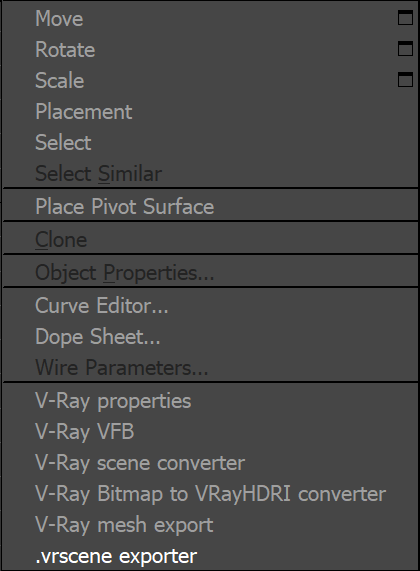 Move
Rotate
Scale
Placement
Select
Select Similar
Place Pivot Surface
Clone
Object Properties...
Curve Editor...
Dope Sheet...
Wire Parameters...
V-Ray properties
V-Ray VFB
V-Ray scene converter
V-Ray Bitmap to VRayHDRI converter
V-Ray mesh export
.vrscene exporter